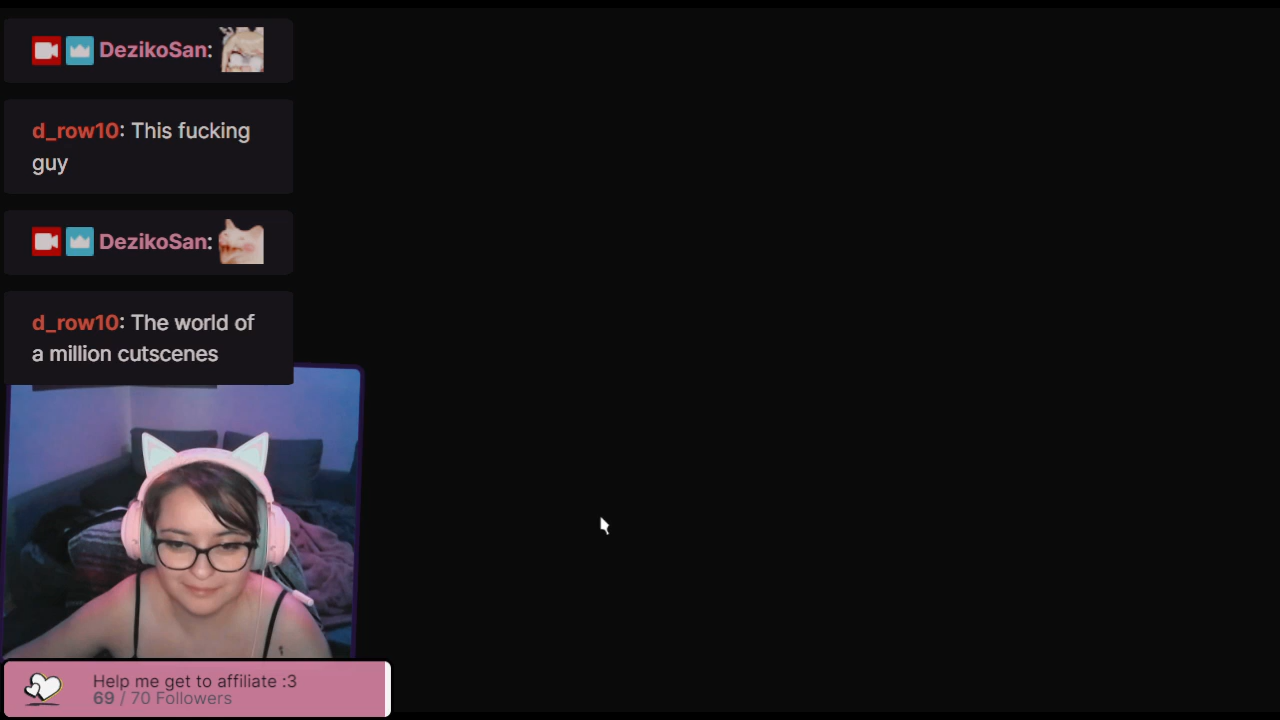 DezikoSan:
d_row10: This fucking
guy
DezikoSan:
d_row10: The world of
a million cutscenes
Help me get to affiliate :3
69 / 70 Followers